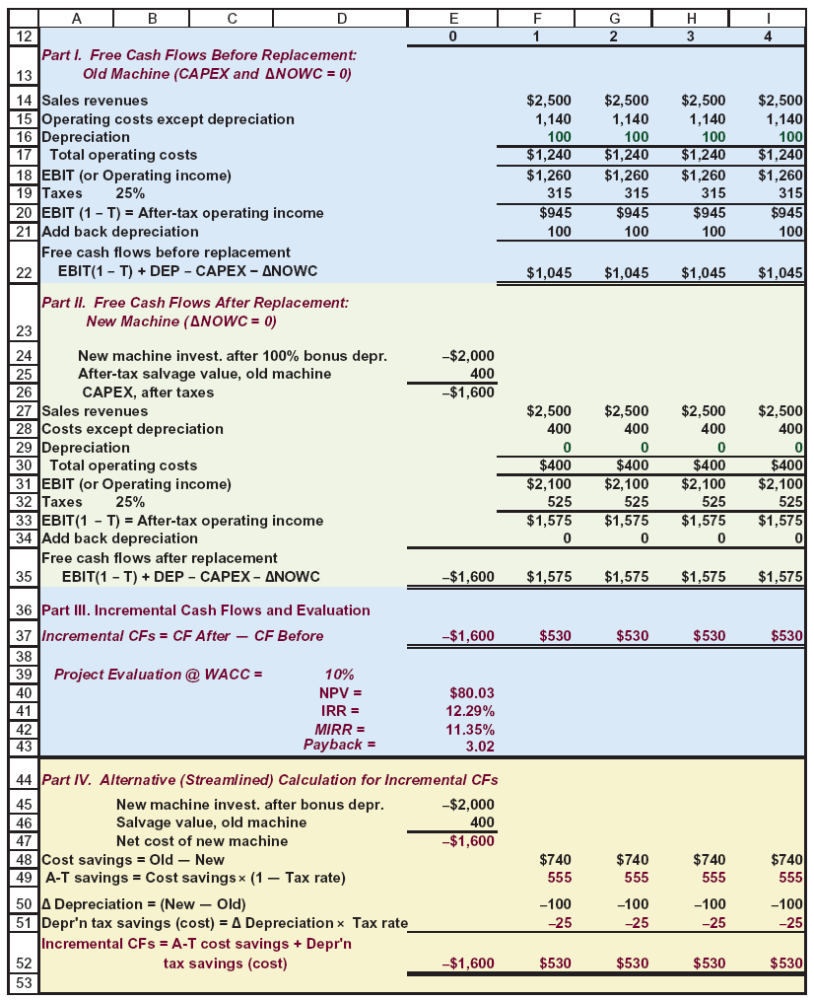 A B C D E F G H I
12 0 1 2 3 4
Part I. Free Cash Flows Before Replacement:
13 Old Machine (CAPEX and ΔNOWC = 0)
14 Sales revenues $2,500 $2,500 $2,500 $2,500
15 Operating costs except depreciation 1,140 1,140 1,140 1,140
16 Depreciation 100 100 100 100
17 Total operating costs $1,240 $1,240 $1,240 $1,240
18 EBIT (or Operating income) $1,260 $1,260 $1,260 $1,260
19 Taxes 25% 315 315 315 315
20 EBIT (1 – T) = After-tax operating income $945 $945 $945 $945
21 Add back depreciation 100 100 100 100
Free cash flows before replacement
22 EBIT(1 – T) + DEP – CAPEX – ΔNOWC $1,045 $1,045 $1,045 $1,045
Part II. Free Cash Flows After Replacement:
New Machine (ΔNOWC = 0)
23
24 New machine invest. after 100% bonus depr. –$2,000
25 After-tax salvage value, old machine 400
26 CAPEX, after taxes –$1,600
27 Sales revenues $2,500 $2,500 $2,500 $2,500
28 Costs except depreciation 400 400 400 400
29 Depreciation 0 0 0 0
30 Total operating costs $400 $400 $400 $400
31 EBIT (or Operating income) $2,100 $2,100 $2,100 $2,100
32 Taxes 25% 525 525 525 525
33 EBIT(1 – T) = After-tax operating income $1,575 $1,575 $1,575 $1,575
34 Add back depreciation 0 0 0 0
Free cash flows after replacement
35 EBIT(1 – T) + DEP – CAPEX – ΔNOWC –$1,600 $1,575 $1,575 $1,575 $1,575
36 Part III. Incremental Cash Flows and Evaluation
37 Incremental CFs = CF After — CF Before –$1,600 $530 $530 $530 $530
38
39 Project Evaluation @ WACC = 10%
40 NPV = $80.03
41 IRR = 12.29%
42 MIRR = 11.35%
43 Payback = 3.02
44 Part IV. Alternative (Streamlined) Calculation for Incremental CFs
45 New machine invest. after bonus depr. –$2,000
46 Salvage value, old machine 400
47 Net cost of new machine –$1,600
48 Cost savings = Old — New $740 $740 $740 $740
49 A-T savings = Cost savings × (1 — Tax rate) 555 555 555 555
50 Δ Depreciation = (New — Old) –100 –100 –100 –100
51 Depr'n tax savings (cost) = Δ Depreciation × Tax rate –25 –25 –25 –25
Incremental CFs = A-T cost savings + Depr'n
52 tax savings (cost) –$1,600 $530 $530 $530 $530
53